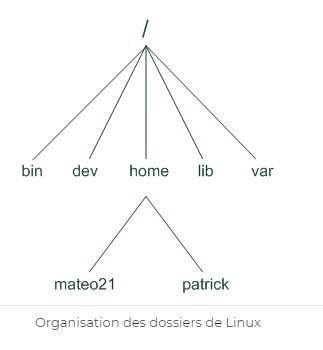 /
bin dev home lib var
mateo21 patrick
Organisation des dossiers de Linux